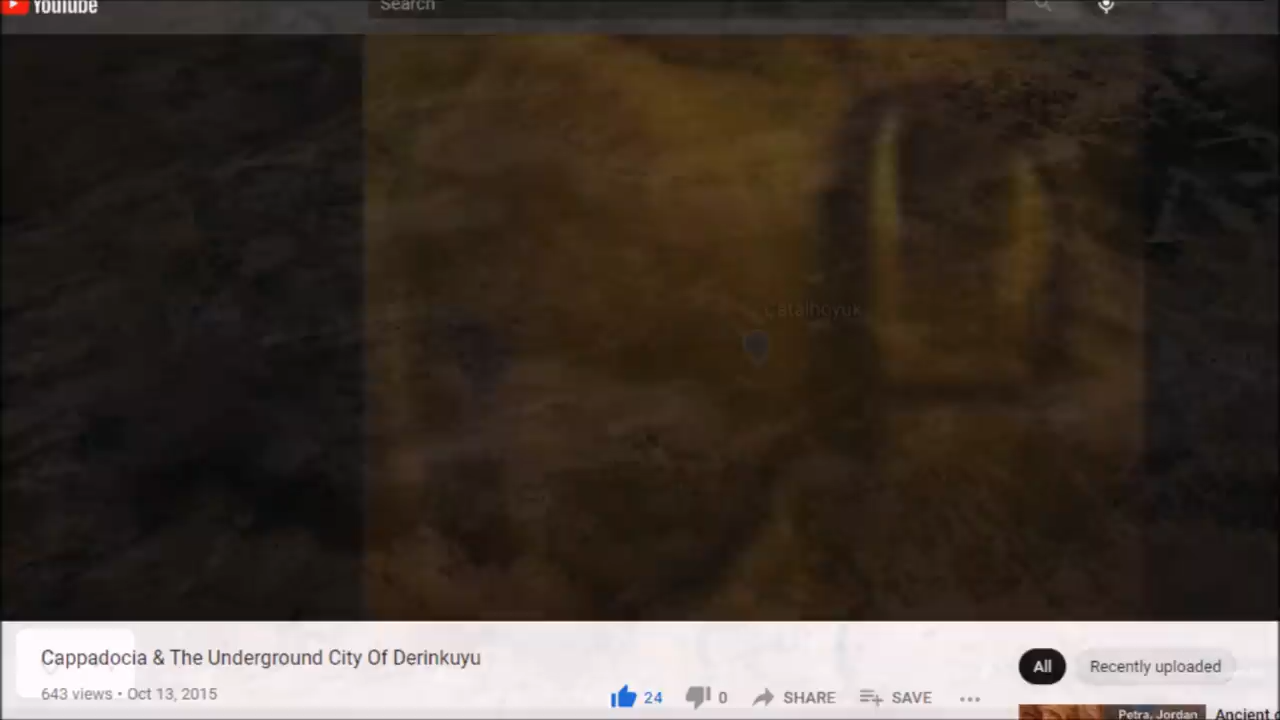 YouTube
Search
Catalhoyuk
Cappadocia & The Underground City Of Derinkuyu
643 views • Oct 13, 2015
24
0
SHARE
SAVE
All
Recently uploaded
Petra, Jordan
Ancient